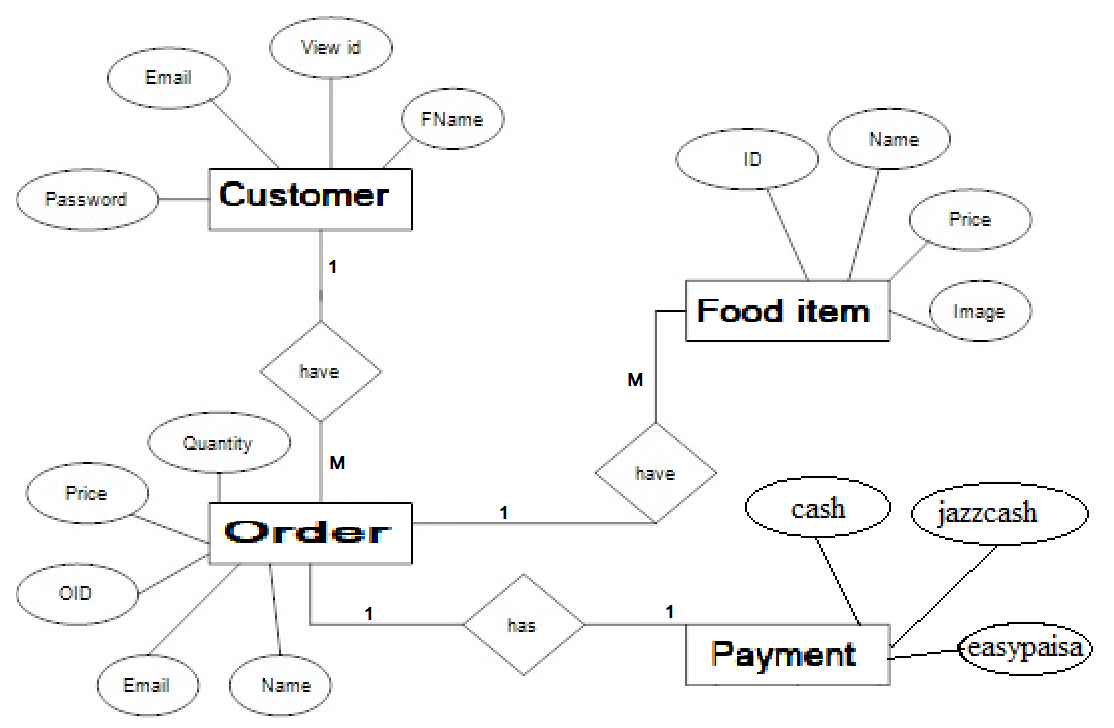 View id
Email
FName
Password
Customer
1
have
M
ID
Name
Price
Image
Food item
M
have
1
Quantity
Price
OID
Email
Name
Order
1
has
1
cash
jazzcash
easypaisa
Payment